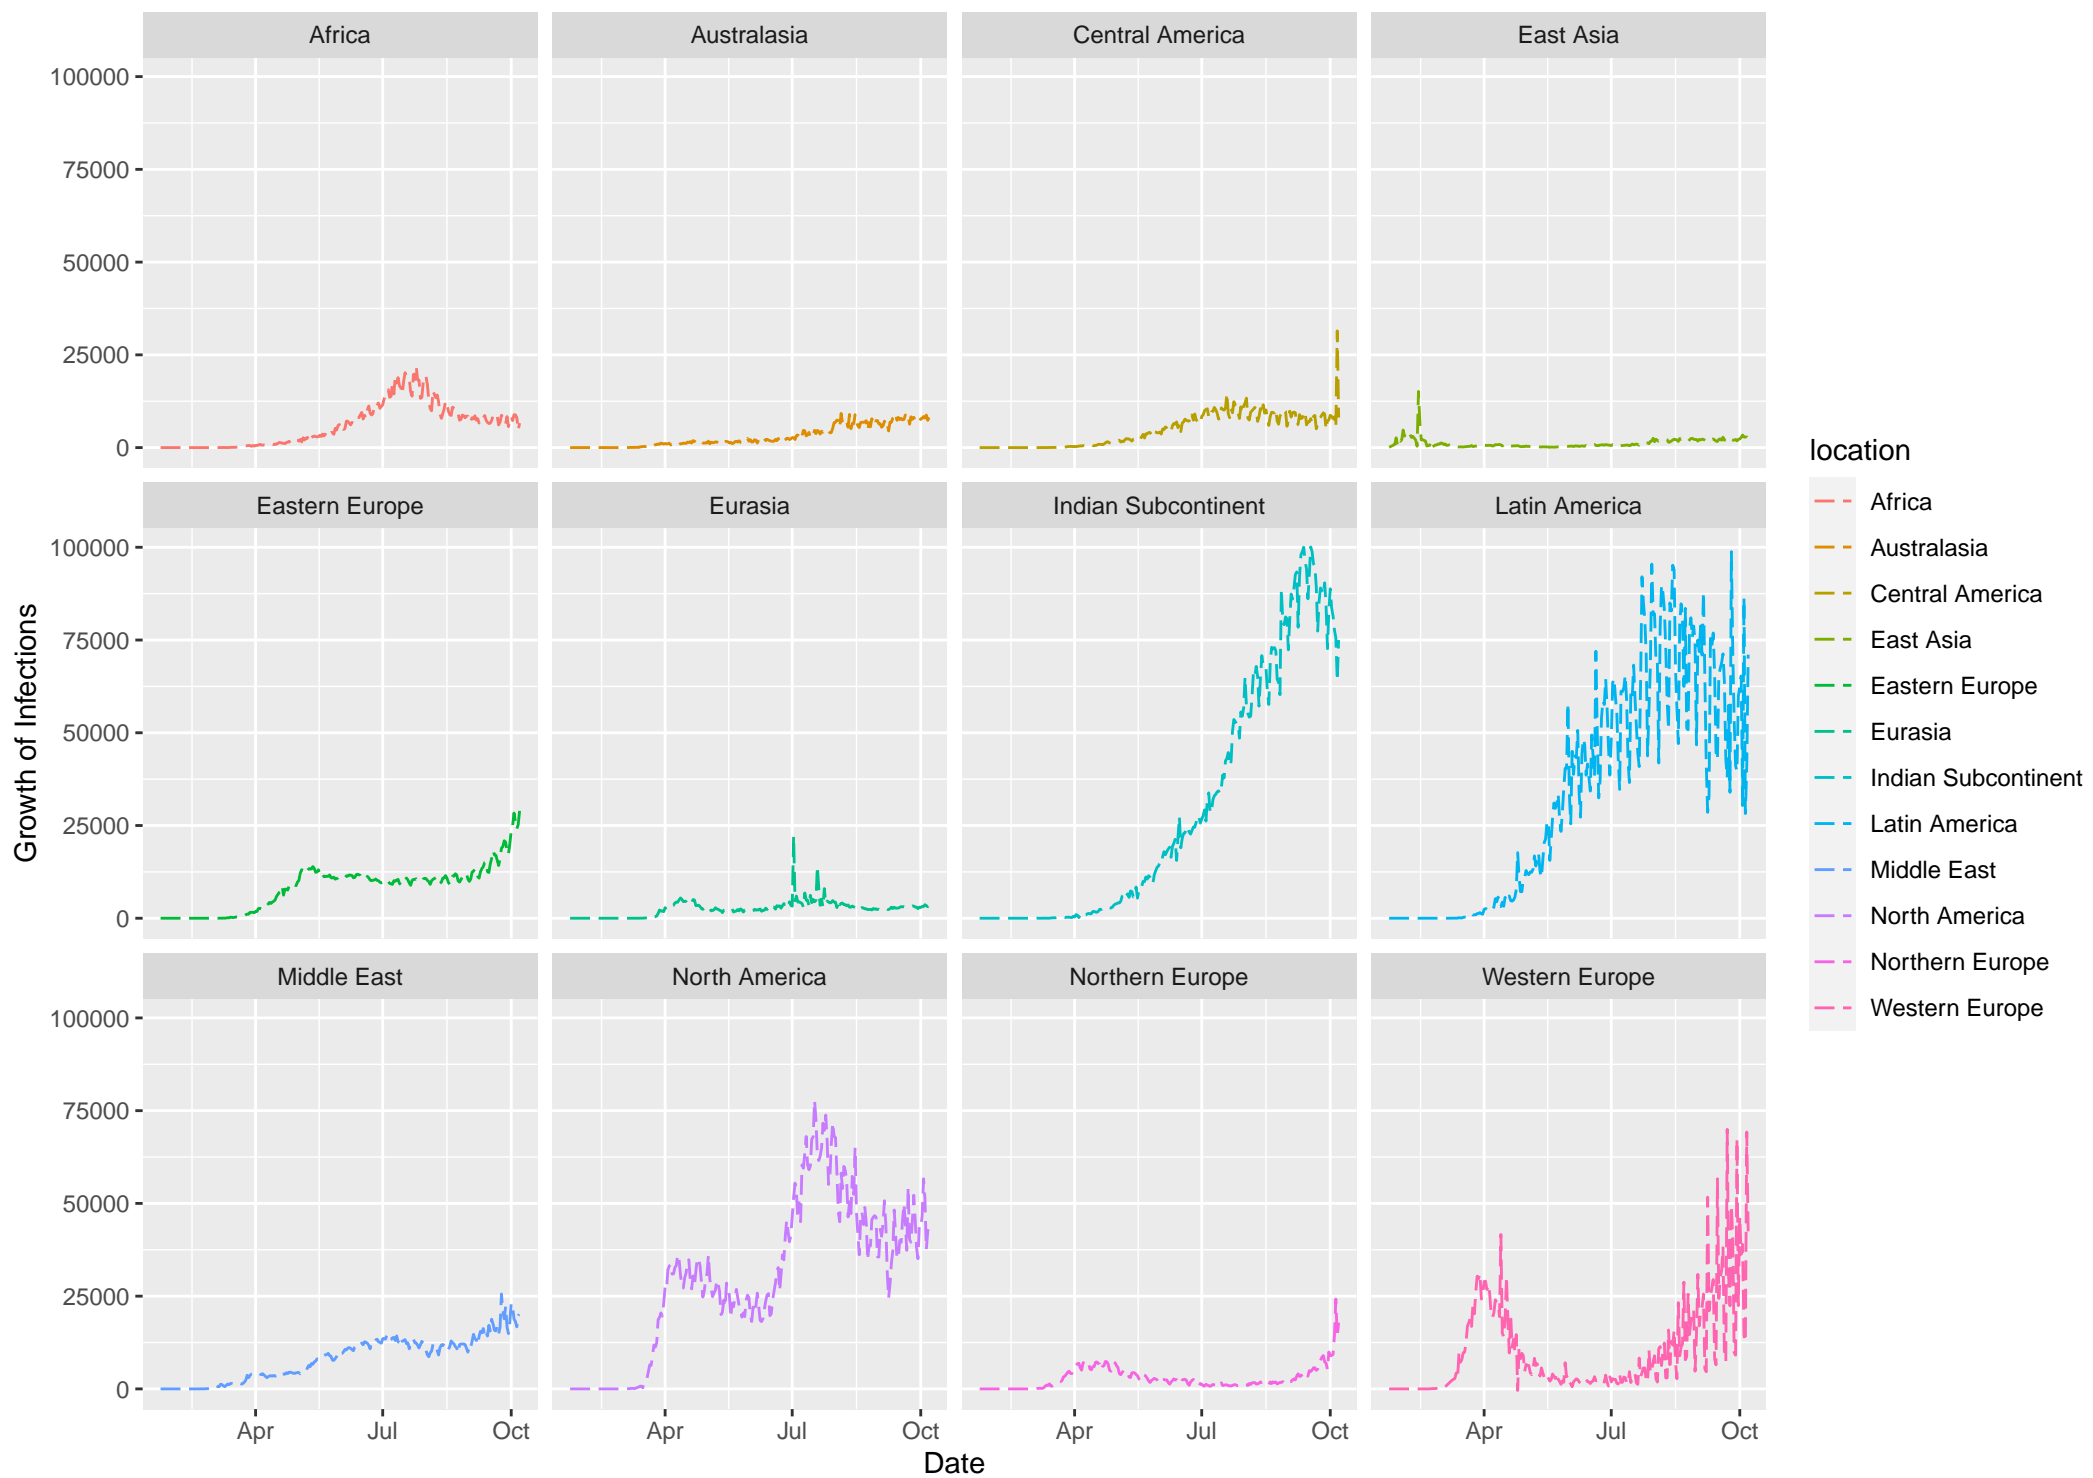 Africa
Australasia
Central America
East Asia
100000
75000
50000
25000
0
Eastern Europe
Eurasia
Indian Subcontinent
Latin America
100000
75000
50000
25000
0
Middle East
North America
Northern Europe
Western Europe
100000
75000
50000
25000
0
Apr Jul Oct
Apr Jul Oct
Apr Jul Oct
Apr Jul Oct
Date
Growth of Infections
location
Africa
Australasia
Central America
East Asia
Eastern Europe
Eurasia
Indian Subcontinent
Latin America
Middle East
North America
Northern Europe
Western Europe